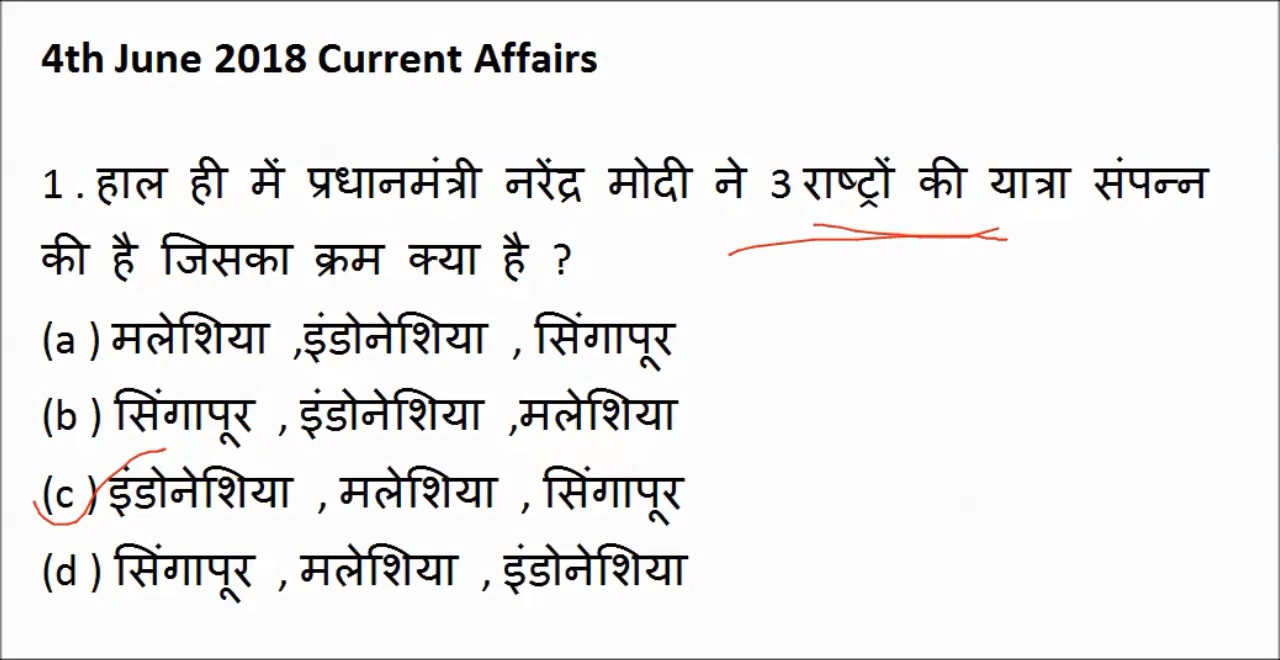 4th June 2018 Current Affairs
1 . हाल ही में प्रधानमंत्री नरेंद्र मोदी ने 3 राष्ट्रों की यात्रा संपन्न
की है जिसका क्रम क्या है ?
(a ) मलेशिया ,इंडोनेशिया , सिंगापूर
(b ) सिंगापूर , इंडोनेशिया ,मलेशिया
(c ) इंडोनेशिया , मलेशिया , सिंगापूर
(d ) सिंगापूर , मलेशिया , इंडोनेशिया